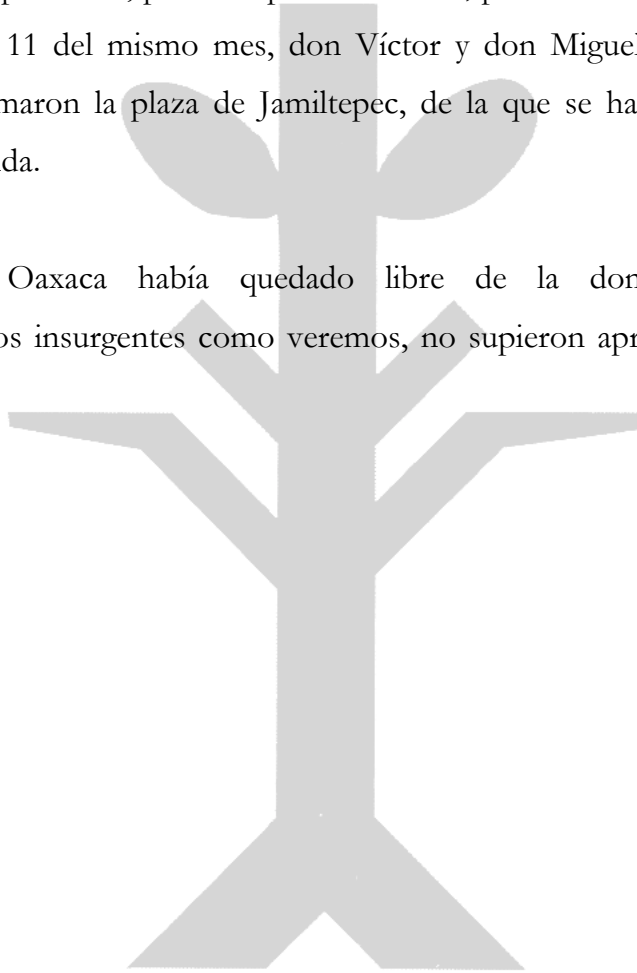 11 del mismo mes, don Víctor y don Miguel
maron la plaza de Jamiltepec, de la que se ha
da.
Oaxaca había quedado libre de la don
os insurgentes como veremos, no supieron apr